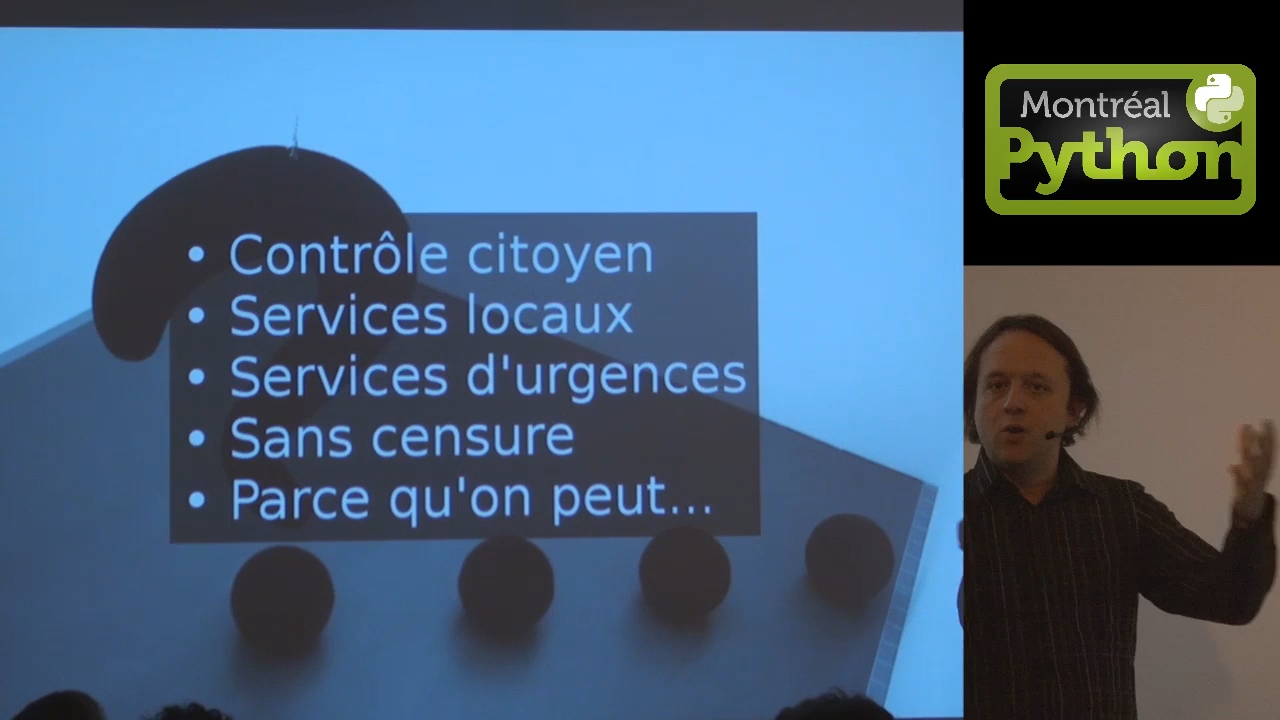 • Contrôle citoyen
• Services locaux
• Services d'urgences
• Sans censure
• Parce qu'on peut...
Montréal
Python